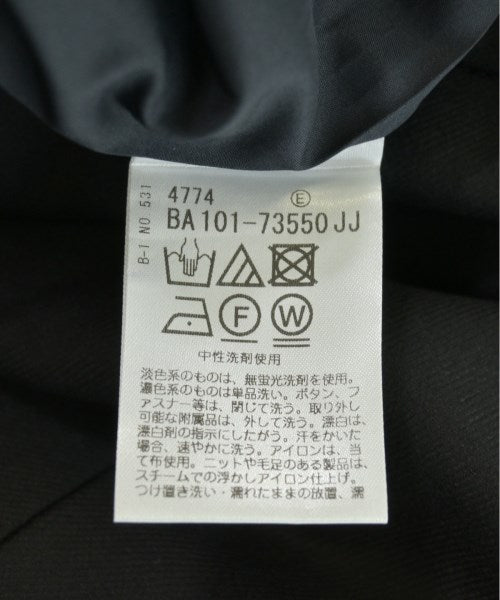 B-1 NO.531
4774 E
BA101-73550JJ
F W
中性洗剤使用
淡色系のものは、無蛍光洗剤を使用。
濃色系のものは単品洗い。ボタン、フ
ァスナー等は、閉じて洗う。取り外し
可能な附属品は、外して洗う。漂白は、
漂白剤の指示にしたがう。汗をかいた
場合、速やかに洗う。アイロンは、当
て布使用。ニットや毛足のある製品は、
スチームでの浮かしアイロン仕上げ。
つけ置き洗い・濡れたままの放置、濡